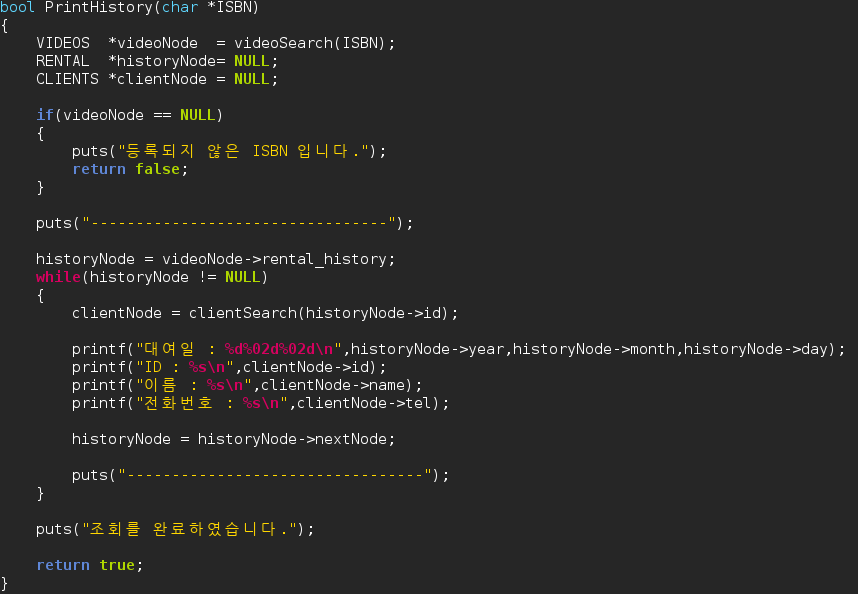 bool PrintHistory(char *ISBN)
{
    VIDEOS  *videoNode  = videoSearch(ISBN);
    RENTAL  *historyNode= NULL;
    CLIENTS *clientNode = NULL;

    if(videoNode == NULL)
    {
        puts("등록되지 않은 ISBN 입니다.");
        return false;
    }

    puts("---------------------------------");

    historyNode = videoNode->rental_history;
    while(historyNode != NULL)
    {
        clientNode = clientSearch(historyNode->id);

        printf("대여일 : %d%02d%02d\n",historyNode->year,historyNode->month,historyNode->day);
        printf("ID : %s\n",clientNode->id);
        printf("이름 : %s\n",clientNode->name);
        printf("전화번호 : %s\n",clientNode->tel);

        historyNode = historyNode->nextNode;

        puts("---------------------------------");
    }

    puts("조회를 완료하였습니다.");

    return true;
}